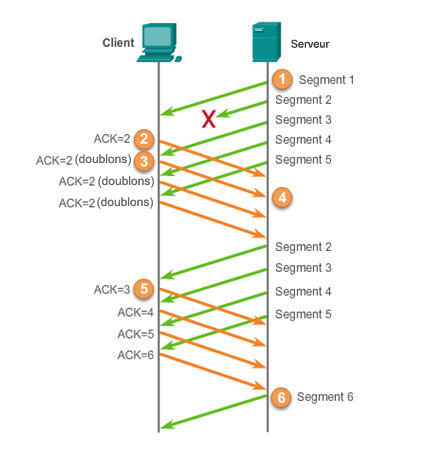 Client
Serveur
1 Segment 1
Segment 2
X
Segment 3
ACK=2 2
Segment 4
ACK=2 (doublons) 3
Segment 5
ACK=2 (doublons)
4
ACK=2 (doublons)
Segment 2
Segment 3
ACK=3 5
Segment 4
ACK=4
Segment 5
ACK=5
ACK=6
6 Segment 6